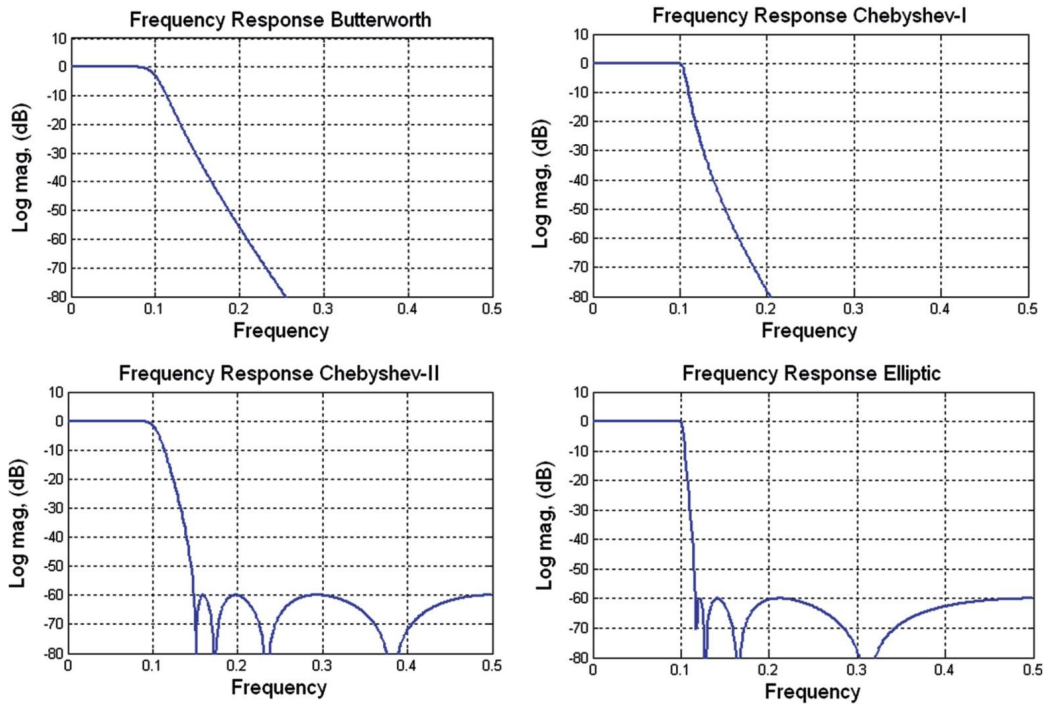 Frequency Response Butterworth
10
0
-10
-20
-30
-40
-50
-60
-70
-80
Log mag, (dB)
0 0.1 0.2 0.3 0.4 0.5
Frequency
Frequency Response Chebyshev-I
10
0
-10
-20
-30
-40
-50
-60
-70
-80
Log mag, (dB)
0 0.1 0.2 0.3 0.4 0.5
Frequency
Frequency Response Chebyshev-II
10
0
-10
-20
-30
-40
-50
-60
-70
-80
Log mag, (dB)
0 0.1 0.2 0.3 0.4 0.5
Frequency
Frequency Response Elliptic
10
0
-10
-20
-30
-40
-50
-60
-70
-80
Log mag, (dB)
0 0.1 0.2 0.3 0.4 0.5
Frequency